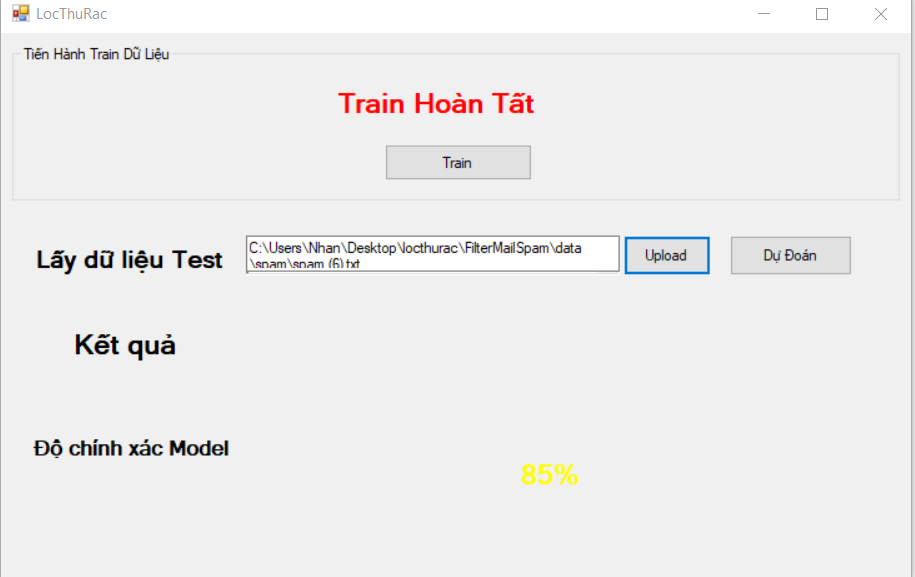 LocThuRac
Tiến Hành Train Dữ Liệu
Train Hoàn Tất
Train
Lấy dữ liệu Test
C:\Users\Nhan\Desktop\locthurac\FilterMailSpam\data
\spam\spam (6).txt
Upload
Dự Đoán
Kết quả
Độ chính xác Model
85%